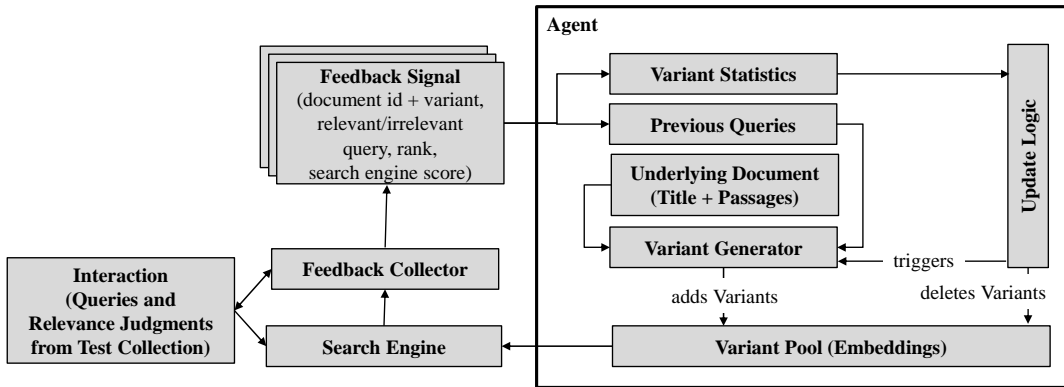 Agent
Feedback Signal
(document id + variant,
relevant/irrelevant
query, rank,
search engine score)
Variant Statistics
Previous Queries
Underlying Document
(Title + Passages)
Variant Generator
Update Logic
triggers
adds Variants
deletes Variants
Feedback Collector
Interaction
(Queries and
Relevance Judgments
from Test Collection)
Search Engine
Variant Pool (Embeddings)